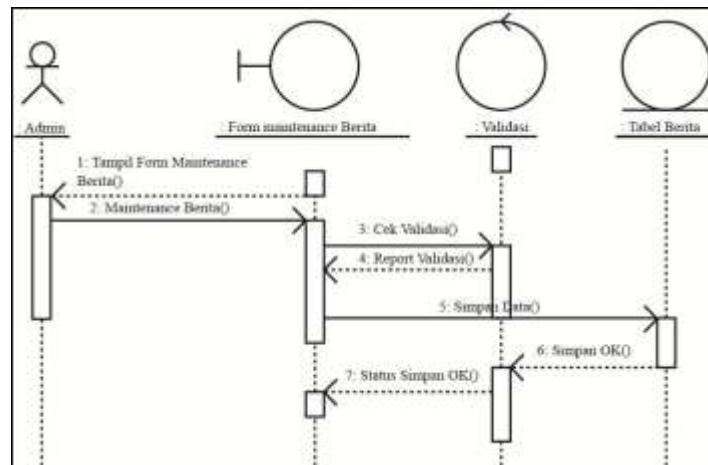 : Admin
: Form maintenance Berita
: Validasi
: Tabel Berita
1: Tampil Form Maintenance
Berita()
2: Maintenance Berita()
3: Cek Validasi()
4: Report Validasi()
5: Simpan Data()
6: Simpan OK()
7: Status Simpan OK()